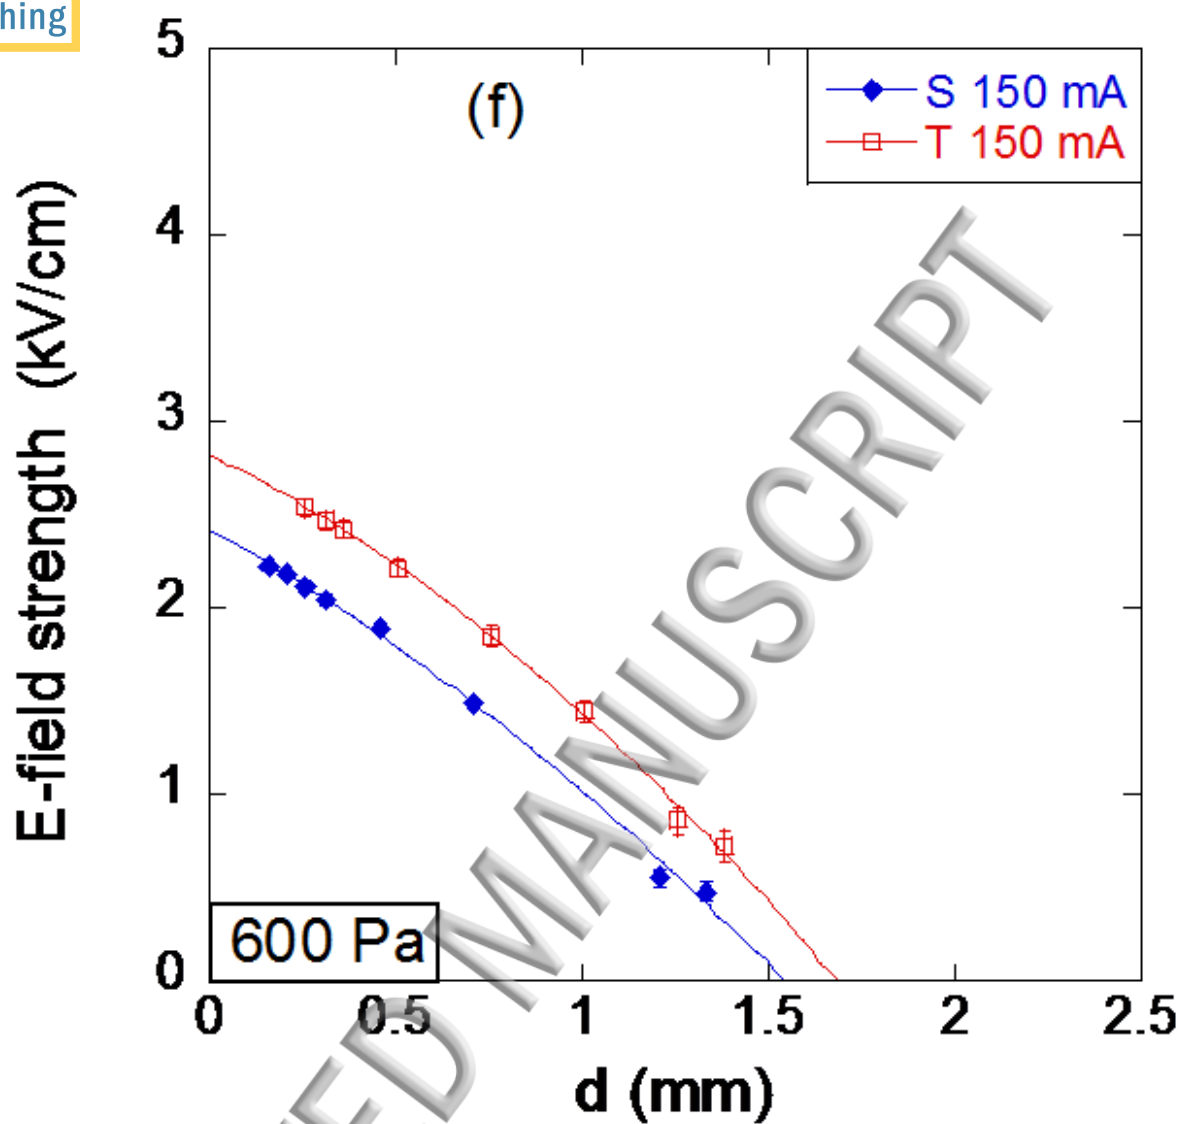 hing
5
(f)
S 150 mA
T 150 mA
4
3
2
1
0
E-field strength (kV/cm)
600 Pa
0 0.5 1 1.5 2 2.5
d (mm)
ED MANUSCRIPT